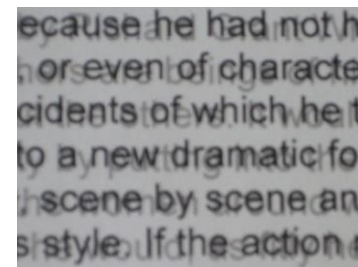 ecause he had not h
, or even of characte
cidents of which he t
to a new dramatic fo
, scene by scene an
s style. If the action